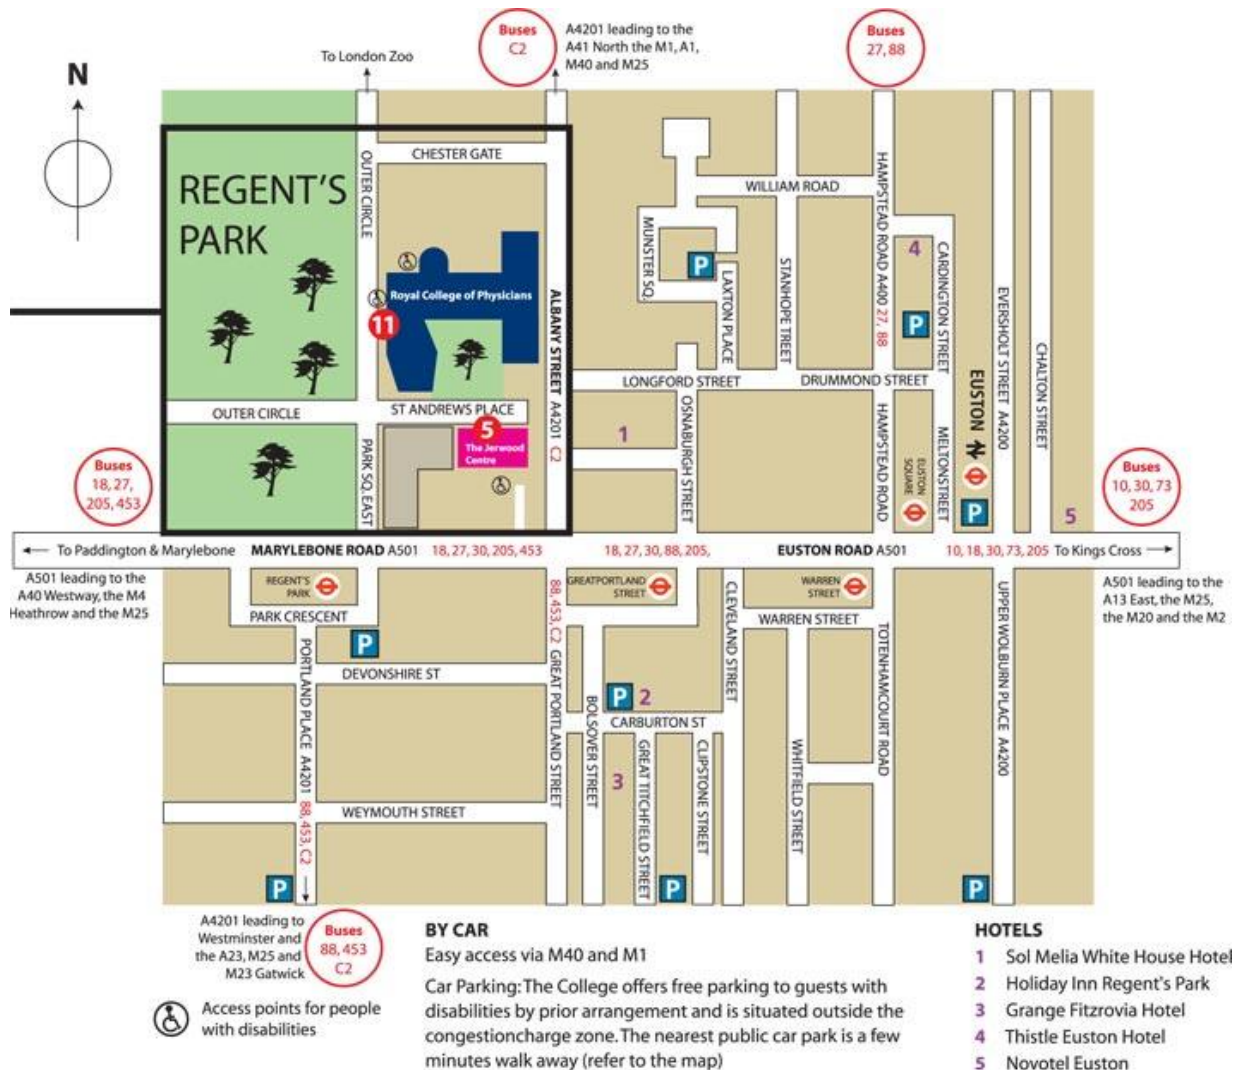 Buses
C2
A4201 leading to the
A41 North the M1, A1,
M40 and M25
Buses
27, 88
To London Zoo
N
CHESTER GATE
OUTER CIRCLE
REGENT'S
PARK
WILLIAM ROAD
HAMPSTEAD ROAD A400 27, 88
MUNSTER SQ.
P
LAXTON PLACE
STANHOPE TREET
4
CARDINGTON STREET
P
EVERSHOLT STREET A4200
CHALTON STREET
Royal College of Physicians
11
ALBANY STREET A4201 C2
LONGFORD STREET
DRUMMOND STREET
EUSTON
OUTER CIRCLE
ST ANDREWS PLACE
5
The Jerwood
Centre
1
OSNABURGH STREET
HAMPSTEAD ROAD
EUSTON
SQUARE
MELTONSTREET
P
5
PARK SQ. EAST
Buses
18, 27,
205, 453
Buses
10, 30, 73
205
To Paddington & Marylebone
MARYLEBONE ROAD A501
18, 27, 30, 205, 453
18, 27, 30, 88, 205,
EUSTON ROAD A501
10, 18, 30, 73, 205
To Kings Cross
A501 leading to the
A40 Westway, the M4
Heathrow and the M25
REGENT'S
PARK
GREATPORTLAND
STREET
WARREN
STREET
A501 leading to the
A13 East, the M25,
the M20 and the M2
PARK CRESCENT
P
88, 453, C2 GREAT PORTLAND STREET
CLEVELAND STREET
WARREN STREET
UPPER WOLBURN PLACE A4200
PORTLAND PLACE A4201 88, 453, C2
DEVONSHIRE ST
BOLSOVER STREET
P
2
CARBURTON ST
TOTENHAMCOURT ROAD
3
GREAT TITCHFIELD STREET
CLIPSTONE STREET
WHITFIELD STREET
WEYMOUTH STREET
P
P
P
A4201 leading to
Westminster and
the A23, M25 and
M23 Gatwick
Buses
88, 453
C2
Access points for people
with disabilities
BY CAR
Easy access via M40 and M1
Car Parking: The College offers free parking to guests with
disabilities by prior arrangement and is situated outside the
congestioncharge zone. The nearest public car park is a few
minutes walk away (refer to the map)
HOTELS
1 Sol Melia White House Hotel
2 Holiday Inn Regent's Park
3 Grange Fitzrovia Hotel
4 Thistle Euston Hotel
5 Novotel Euston